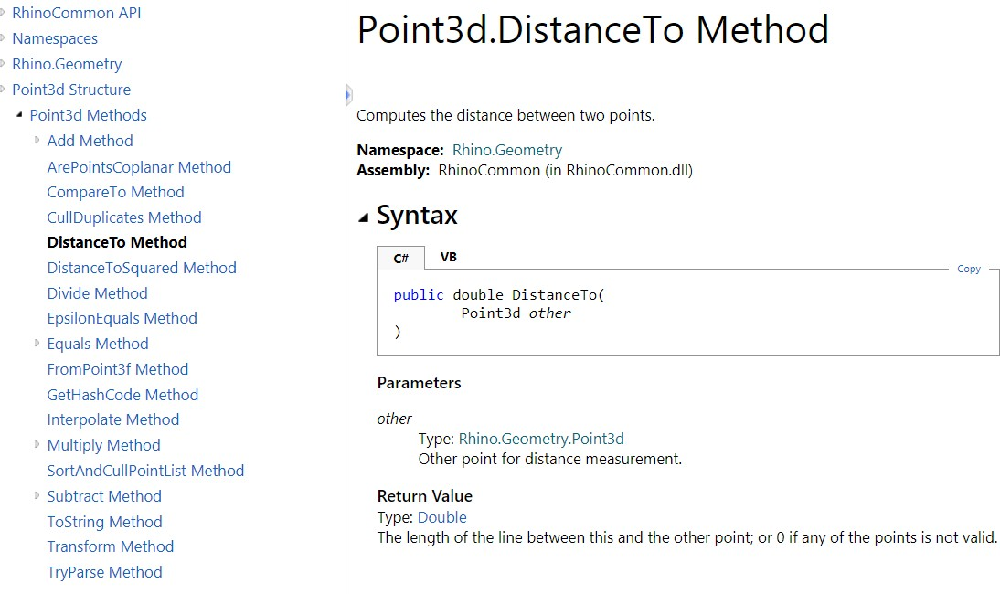 RhinoCommon API
Namespaces
Rhino.Geometry
Point3d Structure
Point3d Methods
Add Method
ArePointsCoplanar Method
CompareTo Method
CullDuplicates Method
DistanceTo Method
DistanceToSquared Method
Divide Method
EpsilonEquals Method
Equals Method
FromPoint3f Method
GetHashCode Method
Interpolate Method
Multiply Method
SortAndCullPointList Method
Subtract Method
ToString Method
Transform Method
TryParse Method
Point3d.DistanceTo Method
Computes the distance between two points.
Namespace: Rhino.Geometry
Assembly: RhinoCommon (in RhinoCommon.dll)
Syntax
C# VB
Copy
public double DistanceTo(
Point3d other
)
Parameters
other
Type: Rhino.Geometry.Point3d
Other point for distance measurement.
Return Value
Type: Double
The length of the line between this and the other point; or 0 if any of the points is not valid.